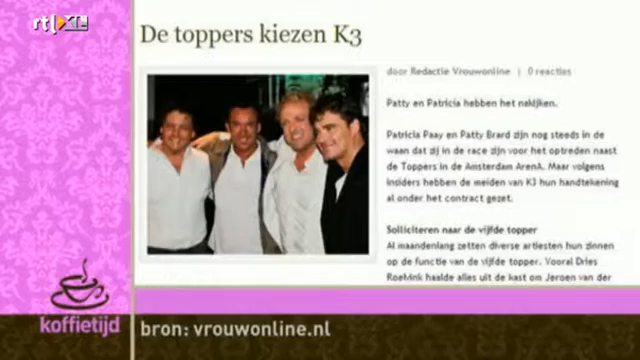 rtl XL
De toppers kiezen K3
door Redactie Vrouwonline | 0 reacties
Patty en Patricia hebben het nakijken.
Patricia Paay en Patty Brard zijn nog steeds in de
waan dat zij in de race zijn voor het optreden naast
de Toppers in de Amsterdam ArenA. Maar volgens
insiders hebben de meiden van K3 hun handtekening
al onder het contract gezet.
Solliciteren naar de vijfde topper
Al maandenlang zetten diverse artiesten hun zinnen
op de functie van de vijfde topper. Vooral Dries
Roelvink haalde alles uit de kast om Jeroen van der
koffietijd
bron: vrouwonline.nl